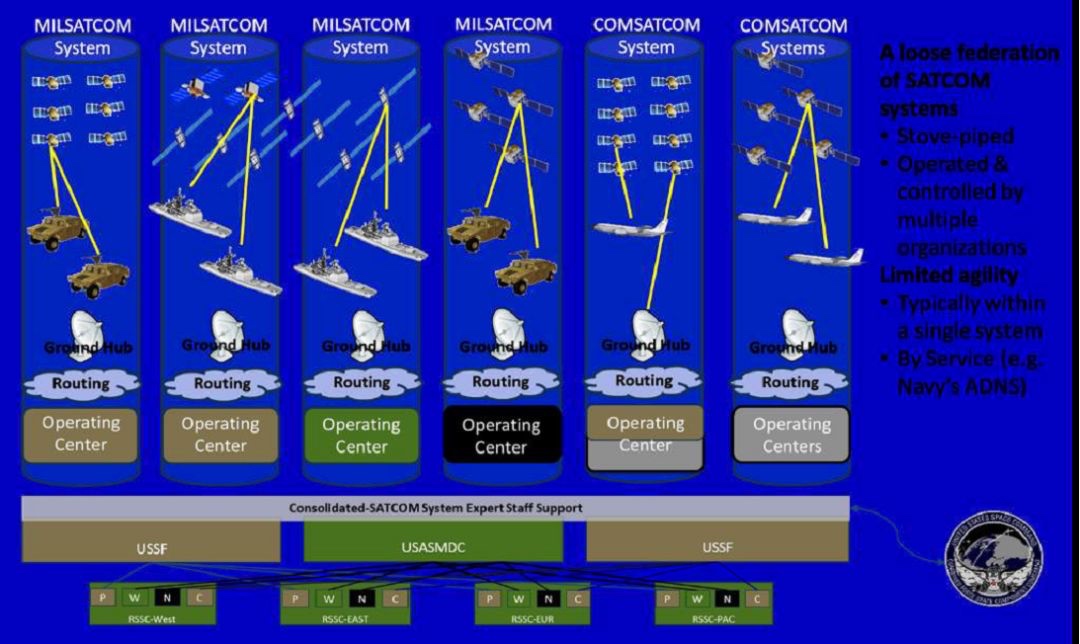 MILSATCOM
System
Ground Hub
Routing
Operating
Center
MILSATCOM
System
Ground Hub
Routing
Operating
Center
MILSATCOM
System
Ground Hub
Routing
Operating
Center
MILSATCOM
System
Ground Hub
Routing
Operating
Center
COMSATCOM
System
Ground Hub
Routing
Operating
Center
COMSATCOM
Systems
Ground Hub
Routing
Operating
Centers
A loose federation
of SATCOM
systems
• Stove-piped
• Operated &
controlled by
multiple
organizations
Limited agility
• Typically within
a single system
• By Service (e.g.
Navy's ADNS)
Consolidated-SATCOM System Expert Staff Support
USSF
USASMDC
USSF
P W N C
RSSC-West
P W N C
RSSC-EAST
P W N C
RSSC-EUR
P W N C
RSSC-PAC
UNITED STATES SPACE COMMAND